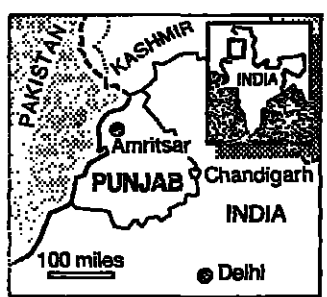 KASHMIR
PAKISTAN
INDIA
Amritsar
PUNJAB
Chandigarh
INDIA
100 miles
Delhi